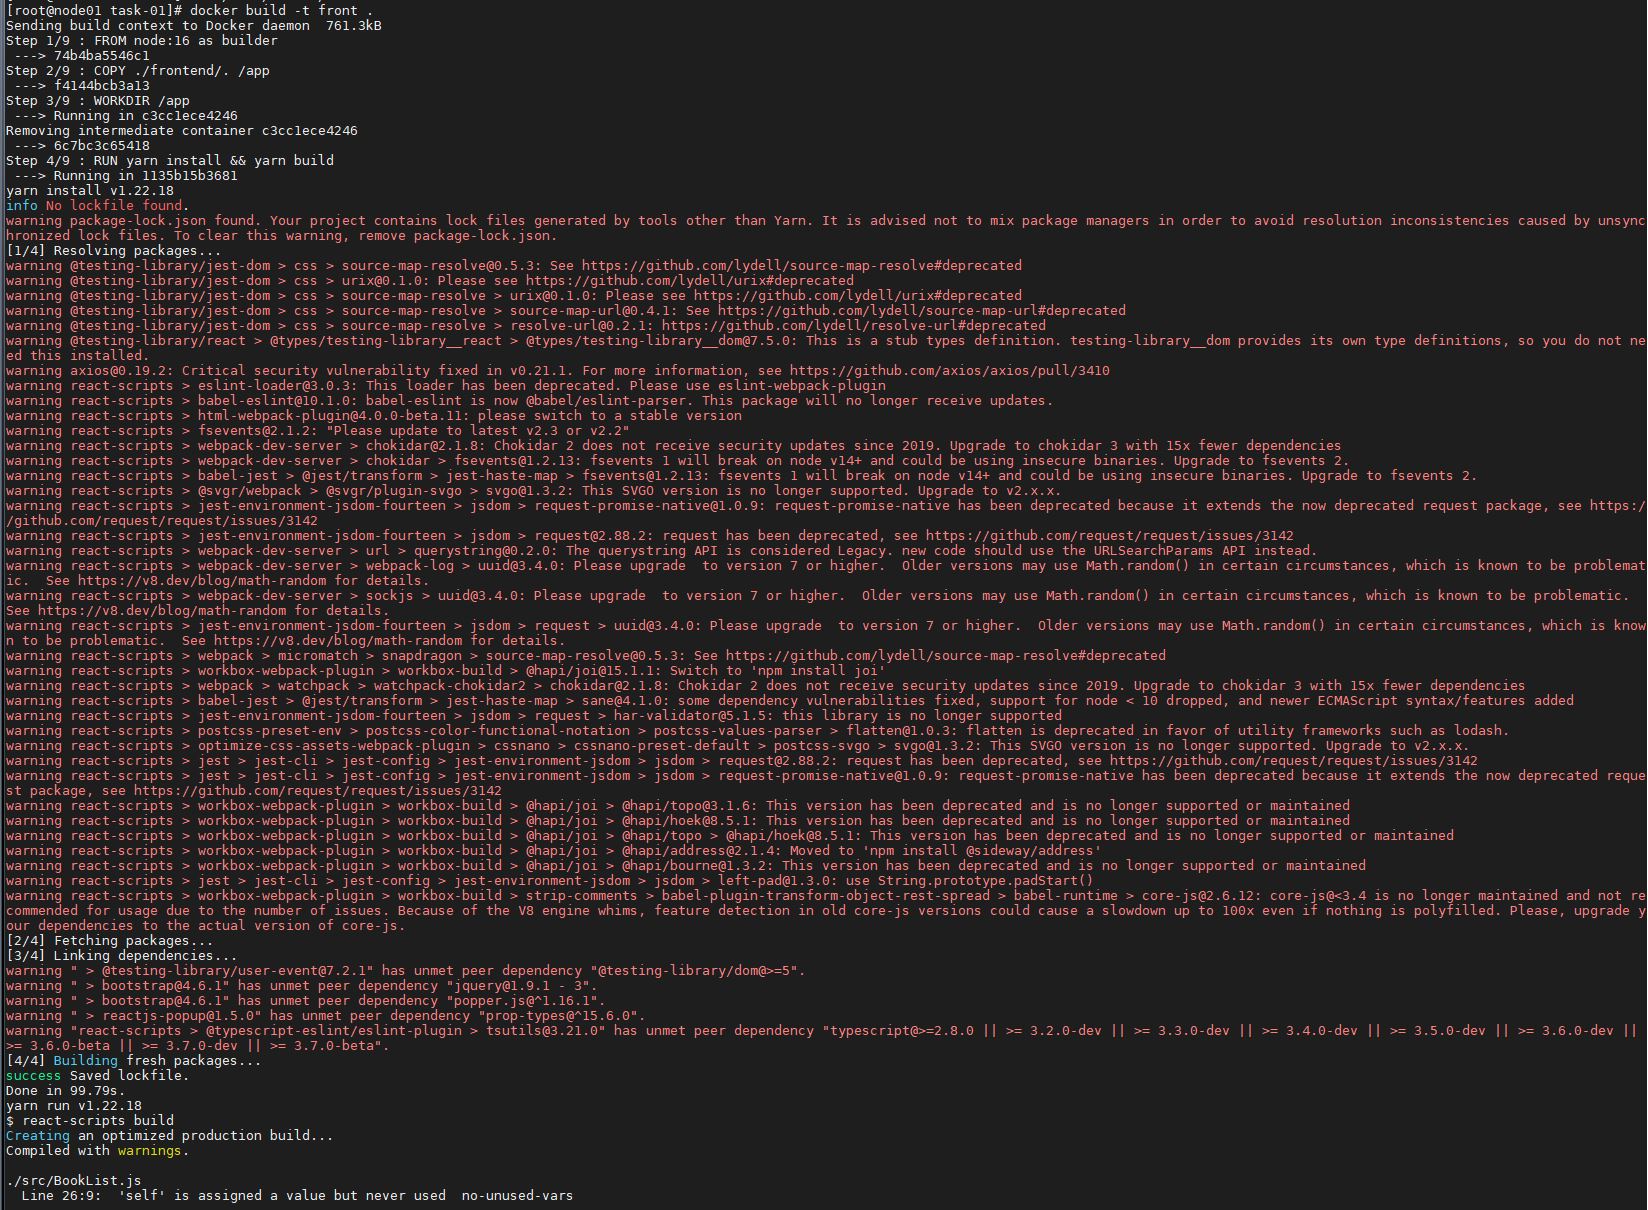 [root@node01 task-01]# docker build -t front .
Sending build context to Docker daemon  761.3kB
Step 1/9 : FROM node:16 as builder
 ---> 74b4ba5546c1
Step 2/9 : COPY ./frontend/. /app
 ---> f4144bcb3a13
Step 3/9 : WORKDIR /app
 ---> Running in c3cc1ece4246
Removing intermediate container c3cc1ece4246
 ---> 6c7bc3c65418
Step 4/9 : RUN yarn install && yarn build
 ---> Running in 1135b15b3681
yarn install v1.22.18
info No lockfile found.
warning package-lock.json found. Your project contains lock files generated by tools other than Yarn. It is advised not to mix package managers in order to avoid resolution inconsistencies caused by unsync
hronized lock files. To clear this warning, remove package-lock.json.
[1/4] Resolving packages...
warning @testing-library/jest-dom > css > source-map-resolve@0.5.3: See https://github.com/lydell/source-map-resolve#deprecated
warning @testing-library/jest-dom > css > urix@0.1.0: Please see https://github.com/lydell/urix#deprecated
warning @testing-library/jest-dom > css > source-map-resolve > urix@0.1.0: Please see https://github.com/lydell/urix#deprecated
warning @testing-library/jest-dom > css > source-map-resolve > source-map-url@0.4.1: See https://github.com/lydell/source-map-url#deprecated
warning @testing-library/jest-dom > css > source-map-resolve > resolve-url@0.2.1: https://github.com/lydell/resolve-url#deprecated
warning @testing-library/react > @types/testing-library__react > @types/testing-library__dom@7.5.0: This is a stub types definition. testing-library__dom provides its own type definitions, so you do not ne
ed this installed.
warning axios@0.19.2: Critical security vulnerability fixed in v0.21.1. For more information, see https://github.com/axios/axios/pull/3410
warning react-scripts > eslint-loader@3.0.3: This loader has been deprecated. Please use eslint-webpack-plugin
warning react-scripts > babel-eslint@10.1.0: babel-eslint is now @babel/eslint-parser. This package will no longer receive updates.
warning react-scripts > html-webpack-plugin@4.0.0-beta.11: please switch to a stable version
warning react-scripts > fsevents@2.1.2: "Please update to latest v2.3 or v2.2"
warning react-scripts > webpack-dev-server > chokidar@2.1.8: Chokidar 2 does not receive security updates since 2019. Upgrade to chokidar 3 with 15x fewer dependencies
warning react-scripts > webpack-dev-server > chokidar > fsevents@1.2.13: fsevents 1 will break on node v14+ and could be using insecure binaries. Upgrade to fsevents 2.
warning react-scripts > babel-jest > @jest/transform > jest-haste-map > fsevents@1.2.13: fsevents 1 will break on node v14+ and could be using insecure binaries. Upgrade to fsevents 2.
warning react-scripts > @svgr/webpack > @svgr/plugin-svgo > svgo@1.3.2: This SVGO version is no longer supported. Upgrade to v2.x.x.
warning react-scripts > jest-environment-jsdom-fourteen > jsdom > request-promise-native@1.0.9: request-promise-native has been deprecated because it extends the now deprecated request package, see https:/
/github.com/request/request/issues/3142
warning react-scripts > jest-environment-jsdom-fourteen > jsdom > request@2.88.2: request has been deprecated, see https://github.com/request/request/issues/3142
warning react-scripts > webpack-dev-server > url > querystring@0.2.0: The querystring API is considered Legacy. new code should use the URLSearchParams API instead.
warning react-scripts > webpack-dev-server > webpack-log > uuid@3.4.0: Please upgrade  to version 7 or higher.  Older versions may use Math.random() in certain circumstances, which is known to be problemat
ic.  See https://v8.dev/blog/math-random for details.
warning react-scripts > webpack-dev-server > sockjs > uuid@3.4.0: Please upgrade  to version 7 or higher.  Older versions may use Math.random() in certain circumstances, which is known to be problematic.
See https://v8.dev/blog/math-random for details.
warning react-scripts > jest-environment-jsdom-fourteen > jsdom > request > uuid@3.4.0: Please upgrade  to version 7 or higher.  Older versions may use Math.random() in certain circumstances, which is know
n to be problematic.  See https://v8.dev/blog/math-random for details.
warning react-scripts > webpack > micromatch > snapdragon > source-map-resolve@0.5.3: See https://github.com/lydell/source-map-resolve#deprecated
warning react-scripts > workbox-webpack-plugin > workbox-build > @hapi/joi@15.1.1: Switch to 'npm install joi'
warning react-scripts > webpack > watchpack > watchpack-chokidar2 > chokidar@2.1.8: Chokidar 2 does not receive security updates since 2019. Upgrade to chokidar 3 with 15x fewer dependencies
warning react-scripts > babel-jest > @jest/transform > jest-haste-map > sane@4.1.0: some dependency vulnerabilities fixed, support for node < 10 dropped, and newer ECMAScript syntax/features added
warning react-scripts > jest-environment-jsdom-fourteen > jsdom > request > har-validator@5.1.5: this library is no longer supported
warning react-scripts > postcss-preset-env > postcss-color-functional-notation > postcss-values-parser > flatten@1.0.3: flatten is deprecated in favor of utility frameworks such as lodash.
warning react-scripts > optimize-css-assets-webpack-plugin > cssnano > cssnano-preset-default > postcss-svgo > svgo@1.3.2: This SVGO version is no longer supported. Upgrade to v2.x.x.
warning react-scripts > jest > jest-cli > jest-config > jest-environment-jsdom > jsdom > request@2.88.2: request has been deprecated, see https://github.com/request/request/issues/3142
warning react-scripts > jest > jest-cli > jest-config > jest-environment-jsdom > jsdom > request-promise-native@1.0.9: request-promise-native has been deprecated because it extends the now deprecated reque
st package, see https://github.com/request/request/issues/3142
warning react-scripts > workbox-webpack-plugin > workbox-build > @hapi/joi > @hapi/topo@3.1.6: This version has been deprecated and is no longer supported or maintained
warning react-scripts > workbox-webpack-plugin > workbox-build > @hapi/joi > @hapi/hoek@8.5.1: This version has been deprecated and is no longer supported or maintained
warning react-scripts > workbox-webpack-plugin > workbox-build > @hapi/joi > @hapi/topo > @hapi/hoek@8.5.1: This version has been deprecated and is no longer supported or maintained
warning react-scripts > workbox-webpack-plugin > workbox-build > @hapi/joi > @hapi/address@2.1.4: Moved to 'npm install @sideway/address'
warning react-scripts > workbox-webpack-plugin > workbox-build > @hapi/joi > @hapi/bourne@1.3.2: This version has been deprecated and is no longer supported or maintained
warning react-scripts > jest > jest-cli > jest-config > jest-environment-jsdom > jsdom > left-pad@1.3.0: use String.prototype.padStart()
warning react-scripts > workbox-webpack-plugin > workbox-build > strip-comments > babel-plugin-transform-object-rest-spread > babel-runtime > core-js@2.6.12: core-js@<3.4 is no longer maintained and not re
commended for usage due to the number of issues. Because of the V8 engine whims, feature detection in old core-js versions could cause a slowdown up to 100x even if nothing is polyfilled. Please, upgrade y
our dependencies to the actual version of core-js.
[2/4] Fetching packages...
[3/4] Linking dependencies...
warning " > @testing-library/user-event@7.2.1" has unmet peer dependency "@testing-library/dom@>=5".
warning " > bootstrap@4.6.1" has unmet peer dependency "jquery@1.9.1 - 3".
warning " > bootstrap@4.6.1" has unmet peer dependency "popper.js@^1.16.1".
warning " > reactjs-popup@1.5.0" has unmet peer dependency "prop-types@^15.6.0".
warning "react-scripts > @typescript-eslint/eslint-plugin > tsutils@3.21.0" has unmet peer dependency "typescript@>=2.8.0 || >= 3.2.0-dev || >= 3.3.0-dev || >= 3.4.0-dev || >= 3.5.0-dev || >= 3.6.0-dev ||
>= 3.6.0-beta || >= 3.7.0-dev || >= 3.7.0-beta".
[4/4] Building fresh packages...
success Saved lockfile.
Done in 99.79s.
yarn run v1.22.18
$ react-scripts build
Creating an optimized production build...
Compiled with warnings.

./src/BookList.js
  Line 26:9:  'self' is assigned a value but never used  no-unused-vars